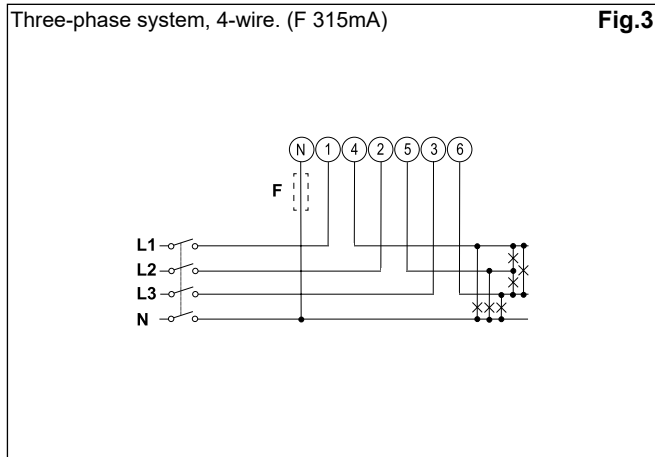 Three-phase system, 4-wire. (F 315mA) Fig.3
N 1 4 2 5 3 6
F
L1
L2
L3
N